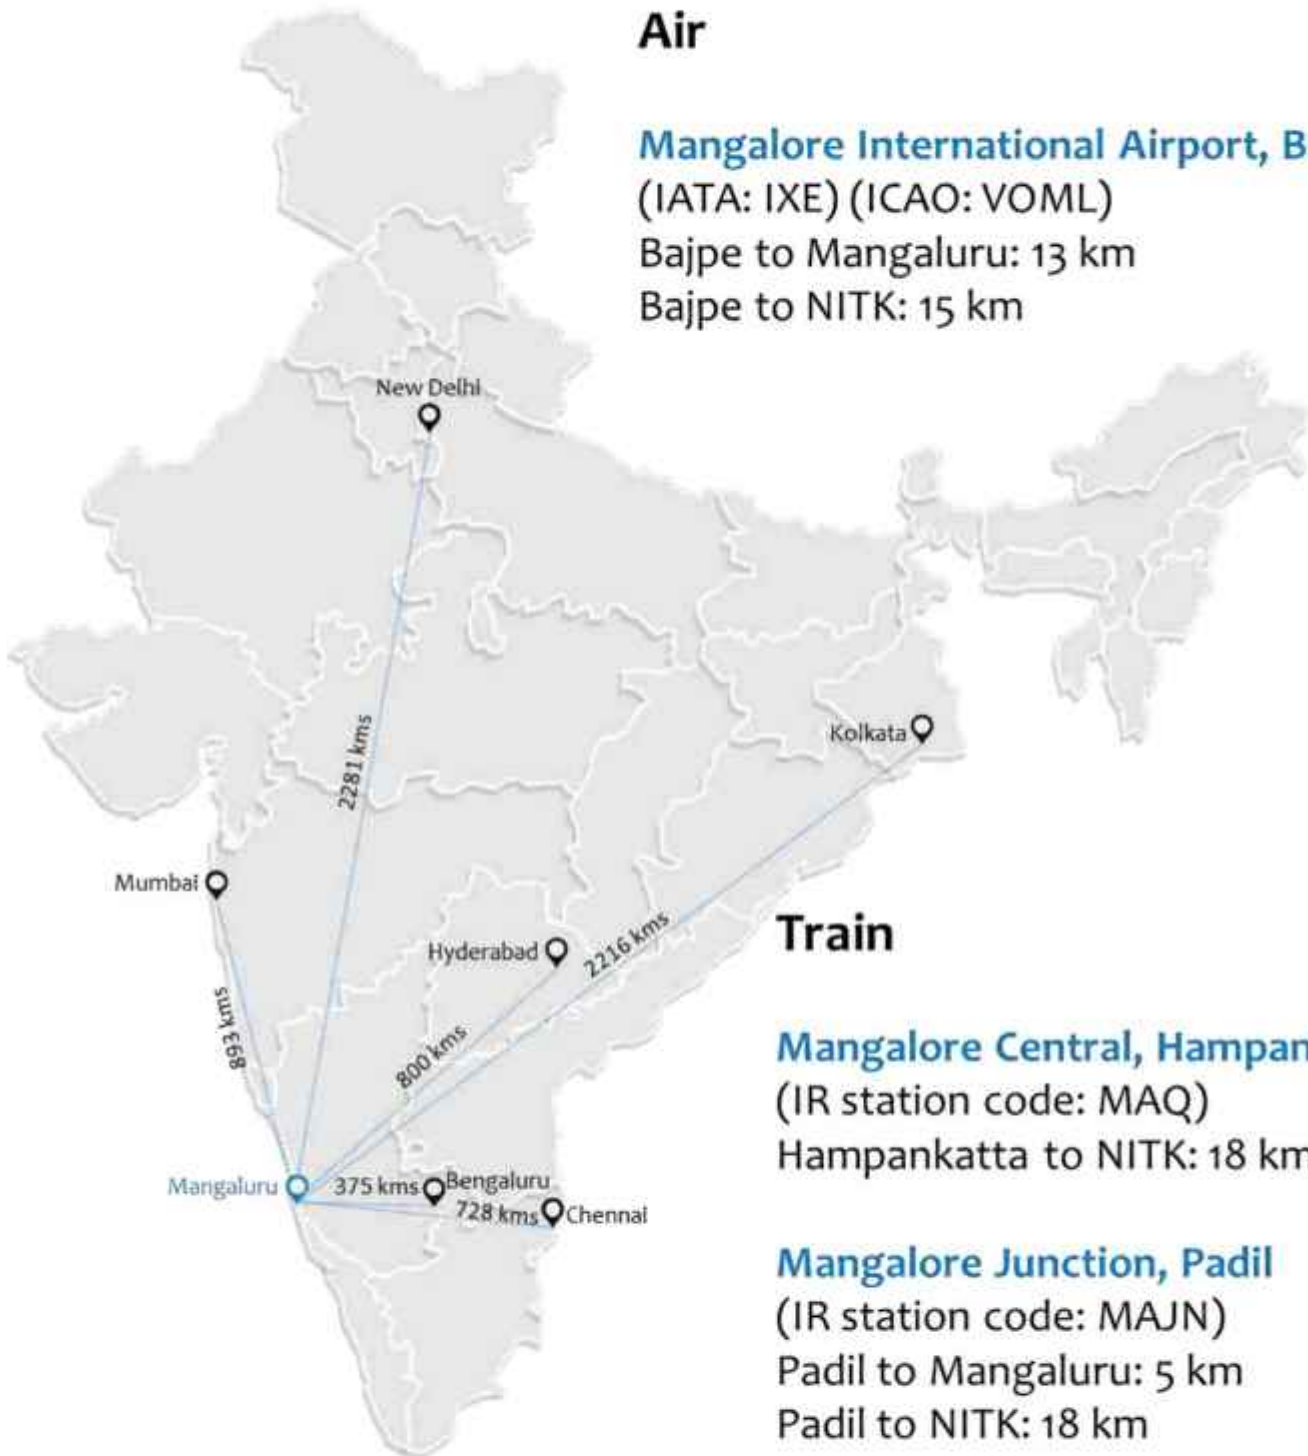 Air
Mangalore International Airport, B
(IATA: IXE) (ICAO: VOML)
Bajpe to Mangaluru: 13 km
Bajpe to NITK: 15 km
New Delhi
2281 kms
Kolkata
Mumbai
Hyderabad
2216 kms
893 kms
800 kms
Mangaluru
375 kms
Bengaluru
728 kms
Chennai
Train
Mangalore Central, Hampan
(IR station code: MAQ)
Hampankatta to NITK: 18 km
Mangalore Junction, Padil
(IR station code: MAJN)
Padil to Mangaluru: 5 km
Padil to NITK: 18 km